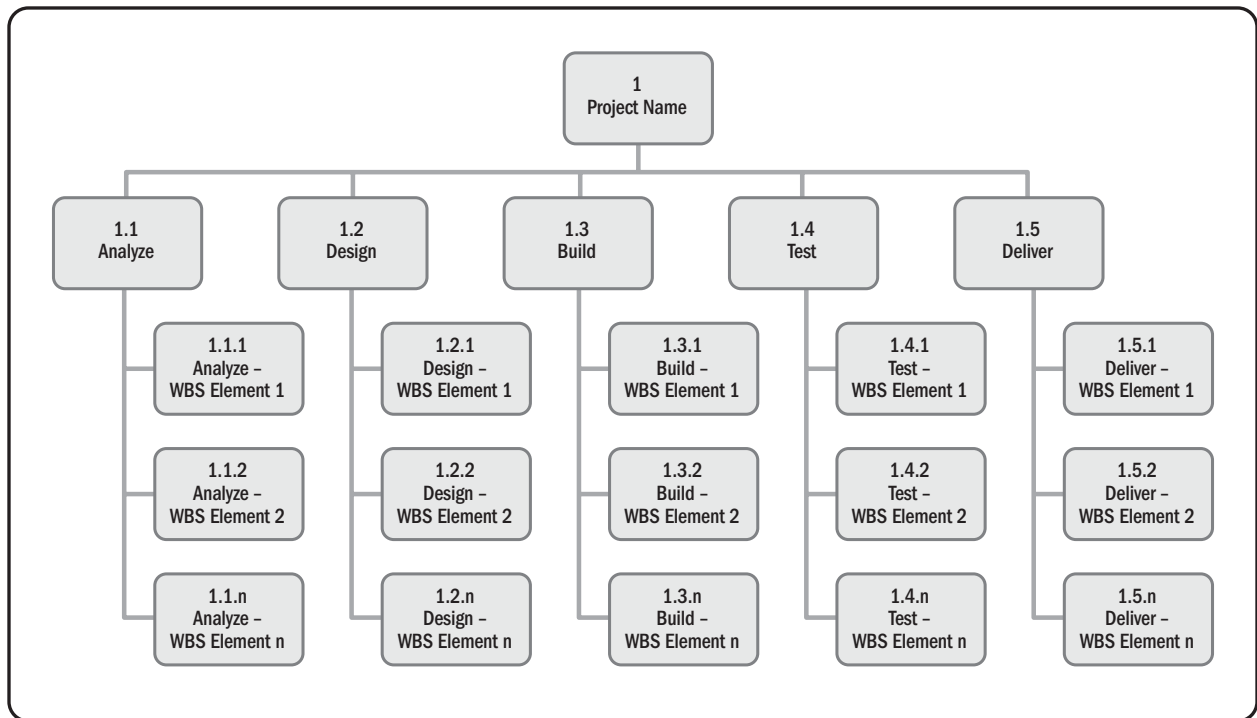 1
Project Name
1.1
Analyze
1.2
Design
1.3
Build
1.4
Test
1.5
Deliver
1.1.1
Analyze –
WBS Element 1
1.2.1
Design –
WBS Element 1
1.3.1
Build –
WBS Element 1
1.4.1
Test –
WBS Element 1
1.5.1
Deliver –
WBS Element 1
1.1.2
Analyze –
WBS Element 2
1.2.2
Design –
WBS Element 2
1.3.2
Build –
WBS Element 2
1.4.2
Test –
WBS Element 2
1.5.2
Deliver –
WBS Element 2
1.1.n
Analyze –
WBS Element n
1.2.n
Design –
WBS Element n
1.3.n
Build –
WBS Element n
1.4.n
Test –
WBS Element n
1.5.n
Deliver –
WBS Element n